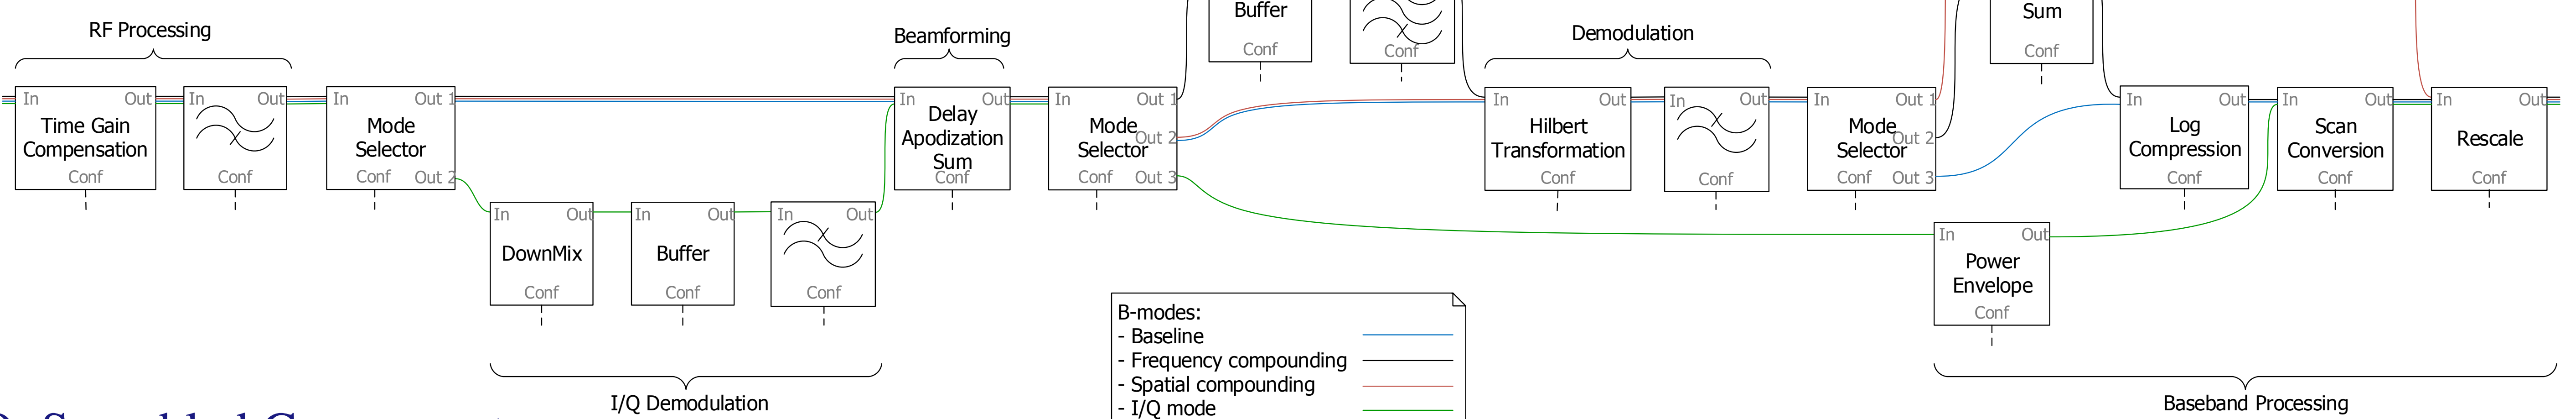 RF Processing
Beamforming
Buffer
Conf
Conf
Demodulation
Sum
Conf
In
Out
Time Gain
Compensation
Conf
In
Out
Conf
In
Out 1
Mode
Selector
Conf
Out 2
In
Out
DownMix
Conf
In
Out
Buffer
Conf
In
Out
Conf
I/Q Demodulation
In
Out
Delay
Apodization
Sum
Conf
In
Out 1
Mode
Out 2
Selector
Conf
Out 3
In
Out
Hilbert
Transformation
Conf
In
Out
Conf
In
Out 1
Mode
Out 2
Selector
Conf
Out 3
In
Out
Log
Compression
Conf
In
Out
Scan
Conversion
Conf
In
Out
Rescale
Conf
In
Out
Power
Envelope
Conf
Baseband Processing
B-modes:
- Baseline
- Frequency compounding
- Spatial compounding
- I/Q mode